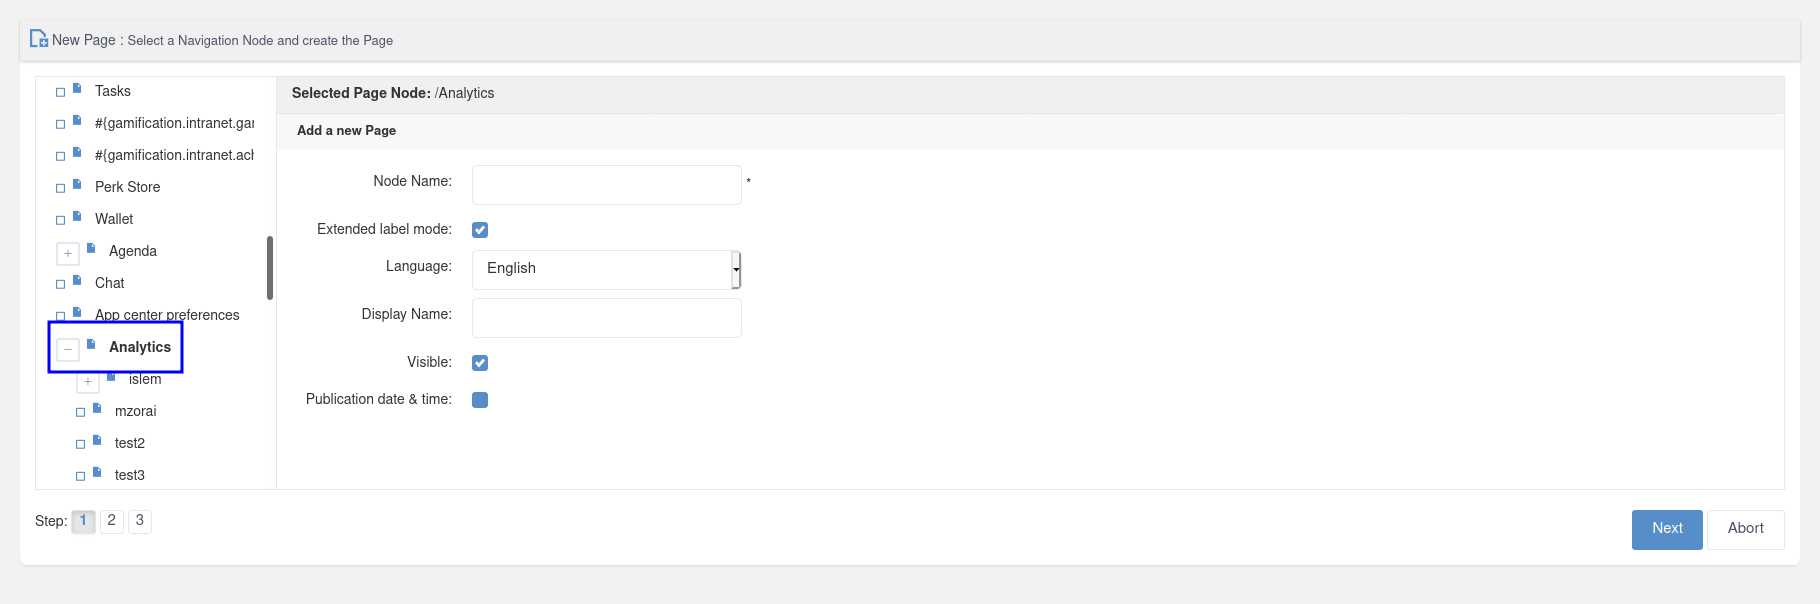 New Page : Select a Navigation Node and create the Page
Tasks
#{gamification.intranet.gar
#{gamification.intranet.ach
Perk Store
Wallet
Agenda
Chat
App center preferences
Analytics
islem
mzorai
test2
test3
Selected Page Node: /Analytics
Add a new Page
Node Name: *
Extended label mode:
Language: English
Display Name:
Visible:
Publication date & time:
Step: 1 2 3
Next Abort